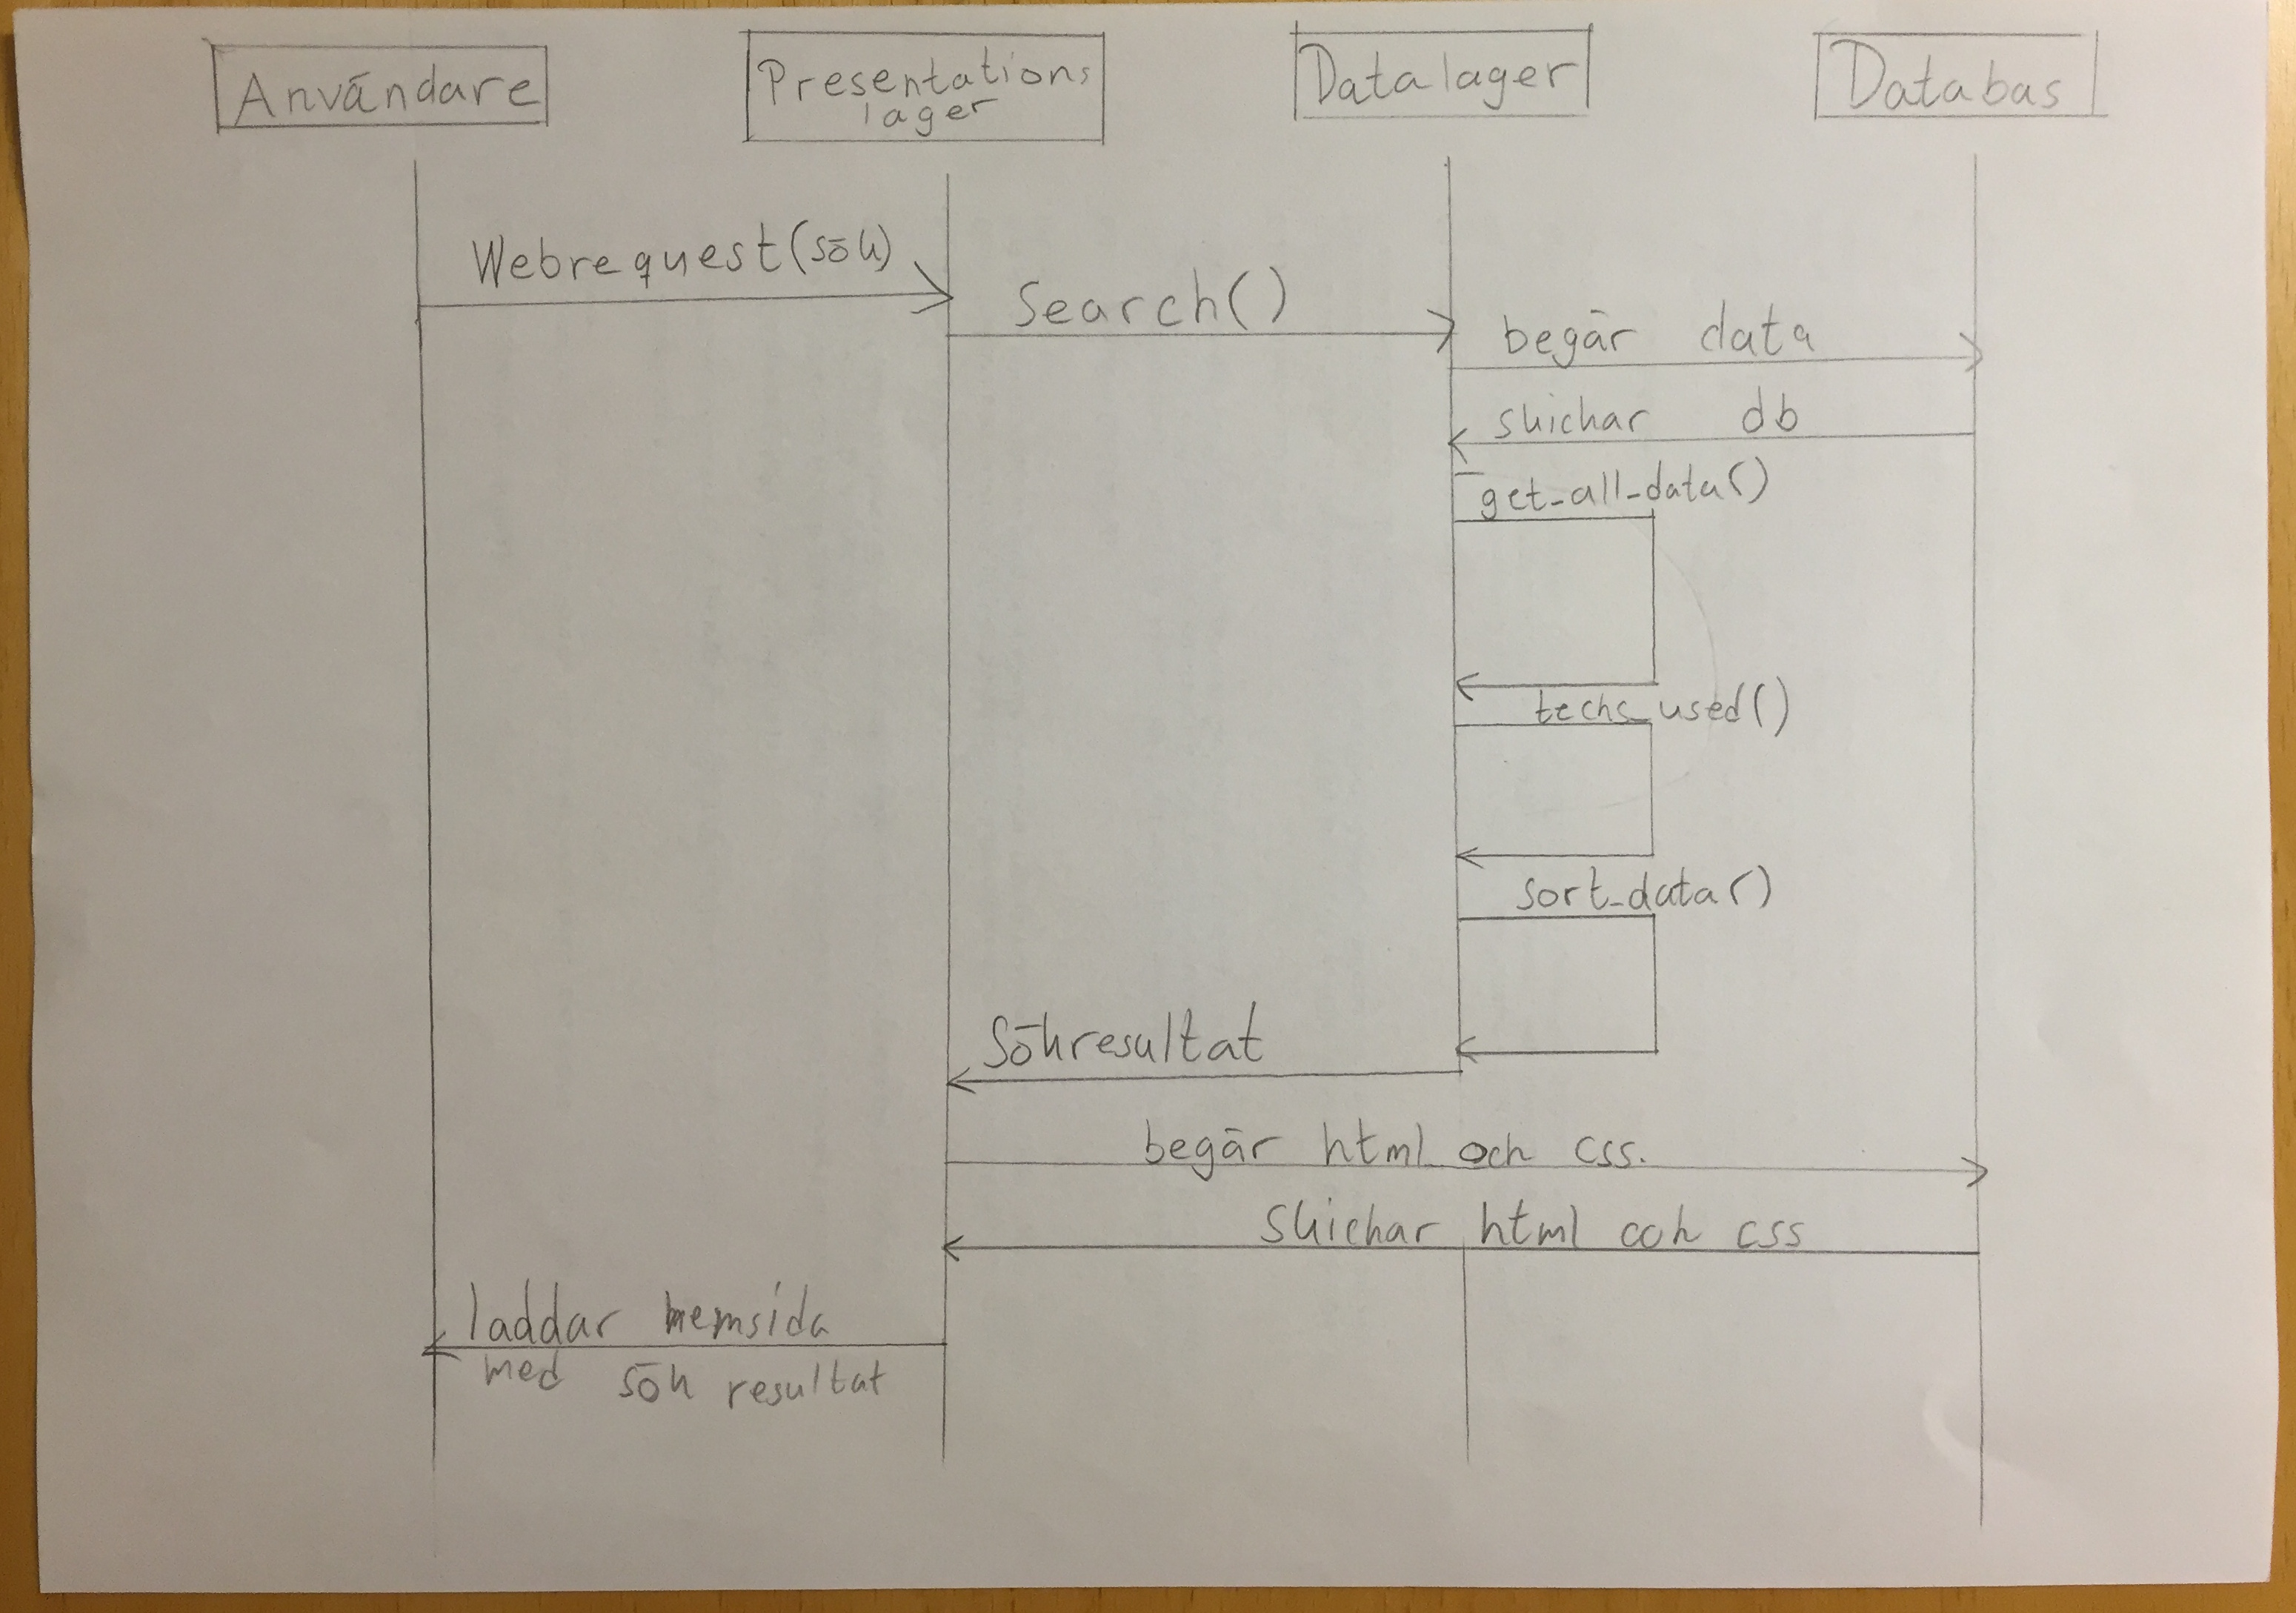 Användare
Presentations
lager
Datalager
Databas
Webrequest(sök)
Search()
begär data
skickar db
get_all_data()
techs_used()
sort_data()
Sökresultat
begär html och css.
Skickar html och css
laddar hemsida
med sök resultat